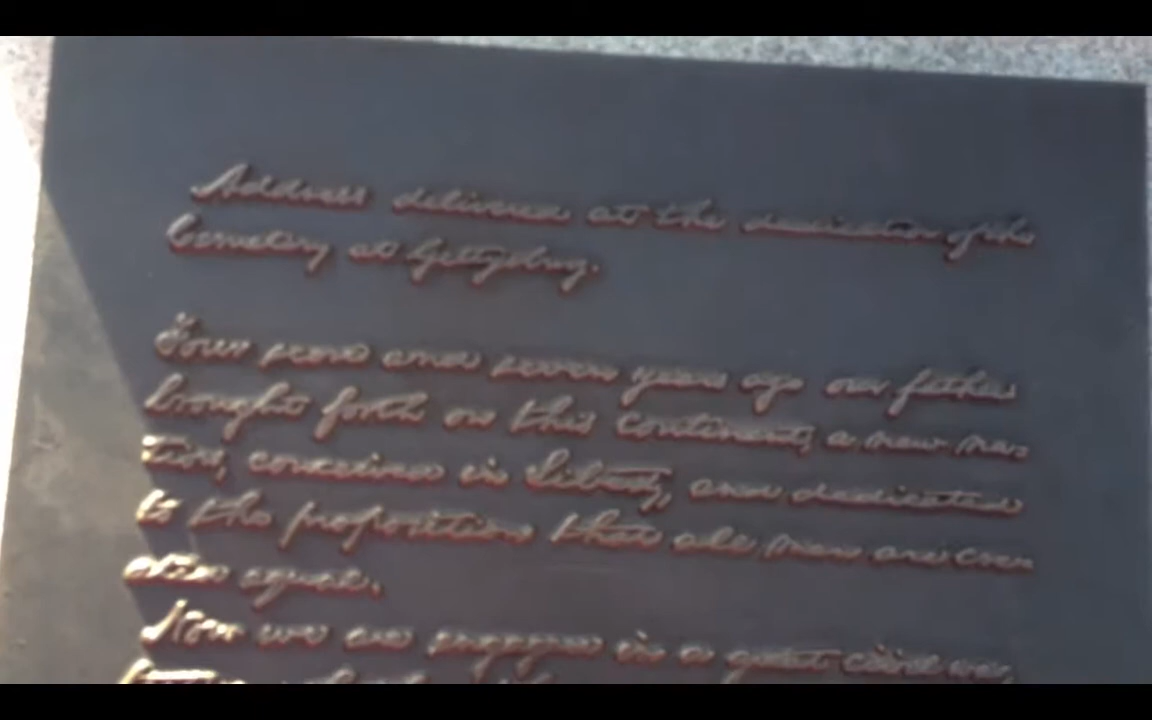 Address delivered at the dedication of the
Cemetery at Gettysburg.
Four score and seven years ago our fathers
brought forth on this continent, a new na-
tion, conceived in Liberty, and dedicated
to the proposition that all men are cre-
ated equal.
Now we are engaged in a great civil war,